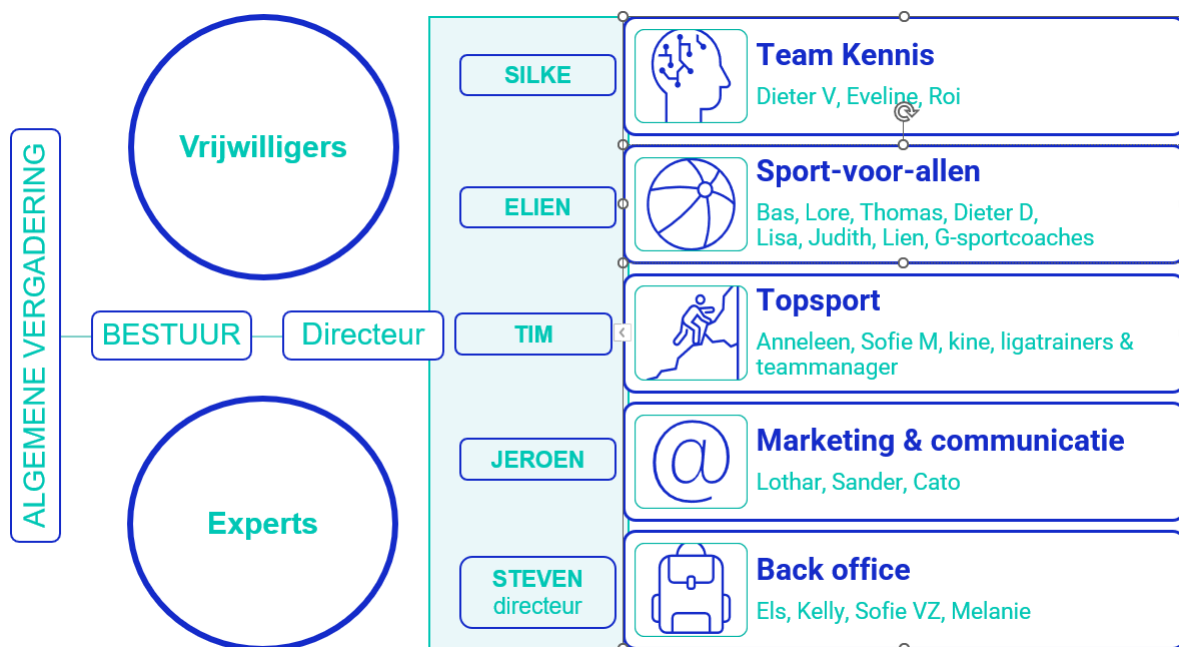 ALGEMENE VERGADERING
Vrijwilligers
BESTUUR
Directeur
Experts
SILKE
Team Kennis
Dieter V, Eveline, Roi
ELIEN
Sport-voor-allen
Bas, Lore, Thomas, Dieter D,
Lisa, Judith, Lien, G-sportcoaches
TIM
Topsport
Anneleen, Sofie M, kine, ligatrainers &
teammanager
JEROEN
@
Marketing & communicatie
Lothar, Sander, Cato
STEVEN
directeur
Back office
Els, Kelly, Sofie VZ, Melanie